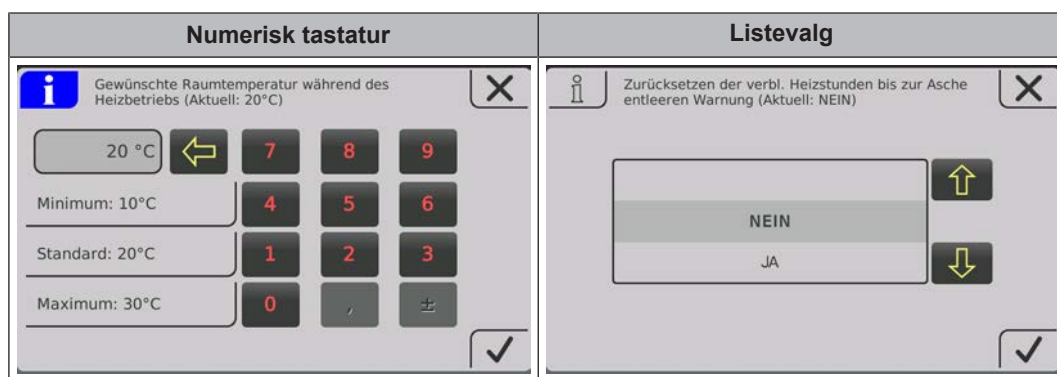 Numerisk tastatur
Listevalg
i
Gewünschte Raumtemperatur während des
Heizbetriebs (Aktuell: 20°C)
20 °C
7 8 9
Minimum: 10°C
4 5 6
Standard: 20°C
1 2 3
Maximum: 30°C
0 , ±
i
Zurücksetzen der verbl. Heizstunden bis zur Asche
entleeren Warnung (Aktuell: NEIN)
NEIN
JA